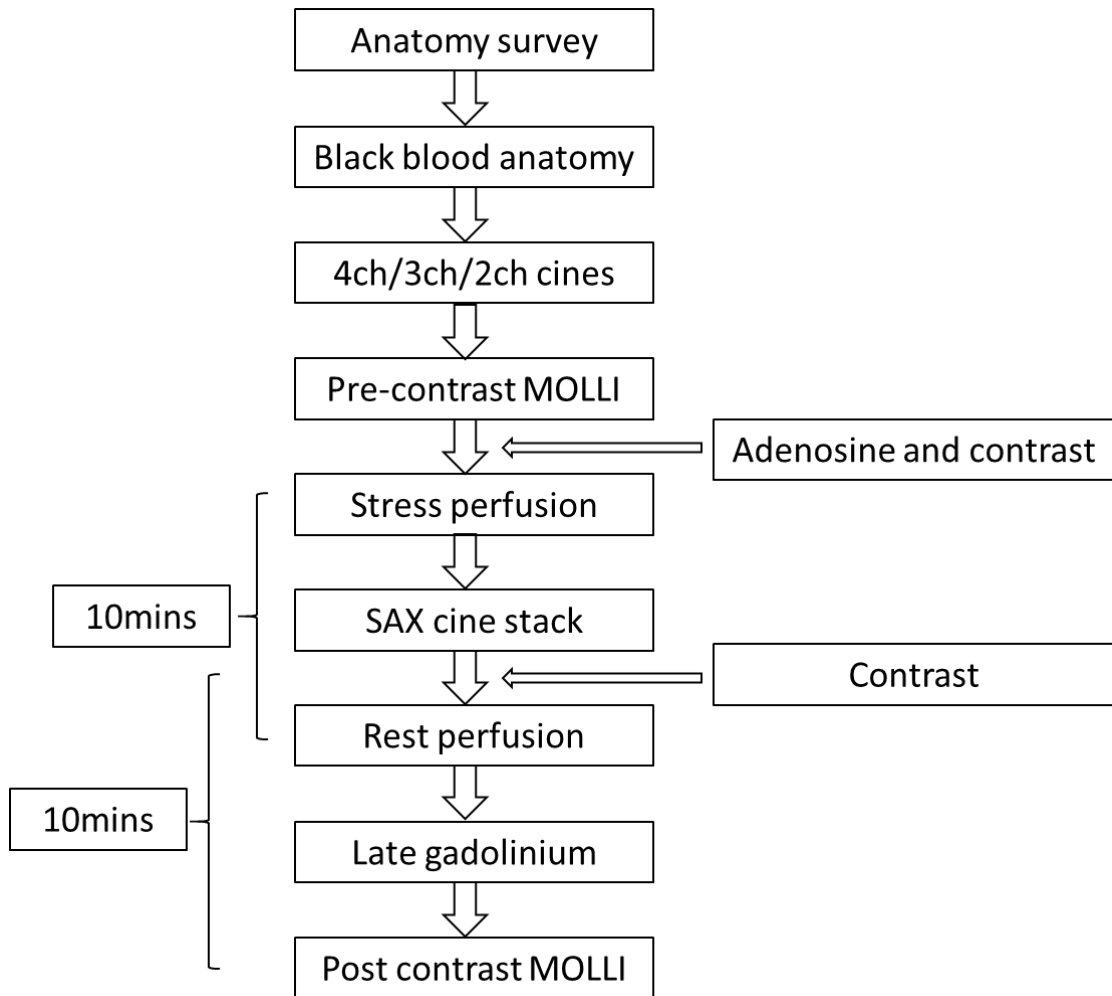 Anatomy survey
Black blood anatomy
4ch/3ch/2ch cines
Pre-contrast MOLLI
Adenosine and contrast
Stress perfusion
10mins
SAX cine stack
Contrast
Rest perfusion
10mins
Late gadolinium
Post contrast MOLLI